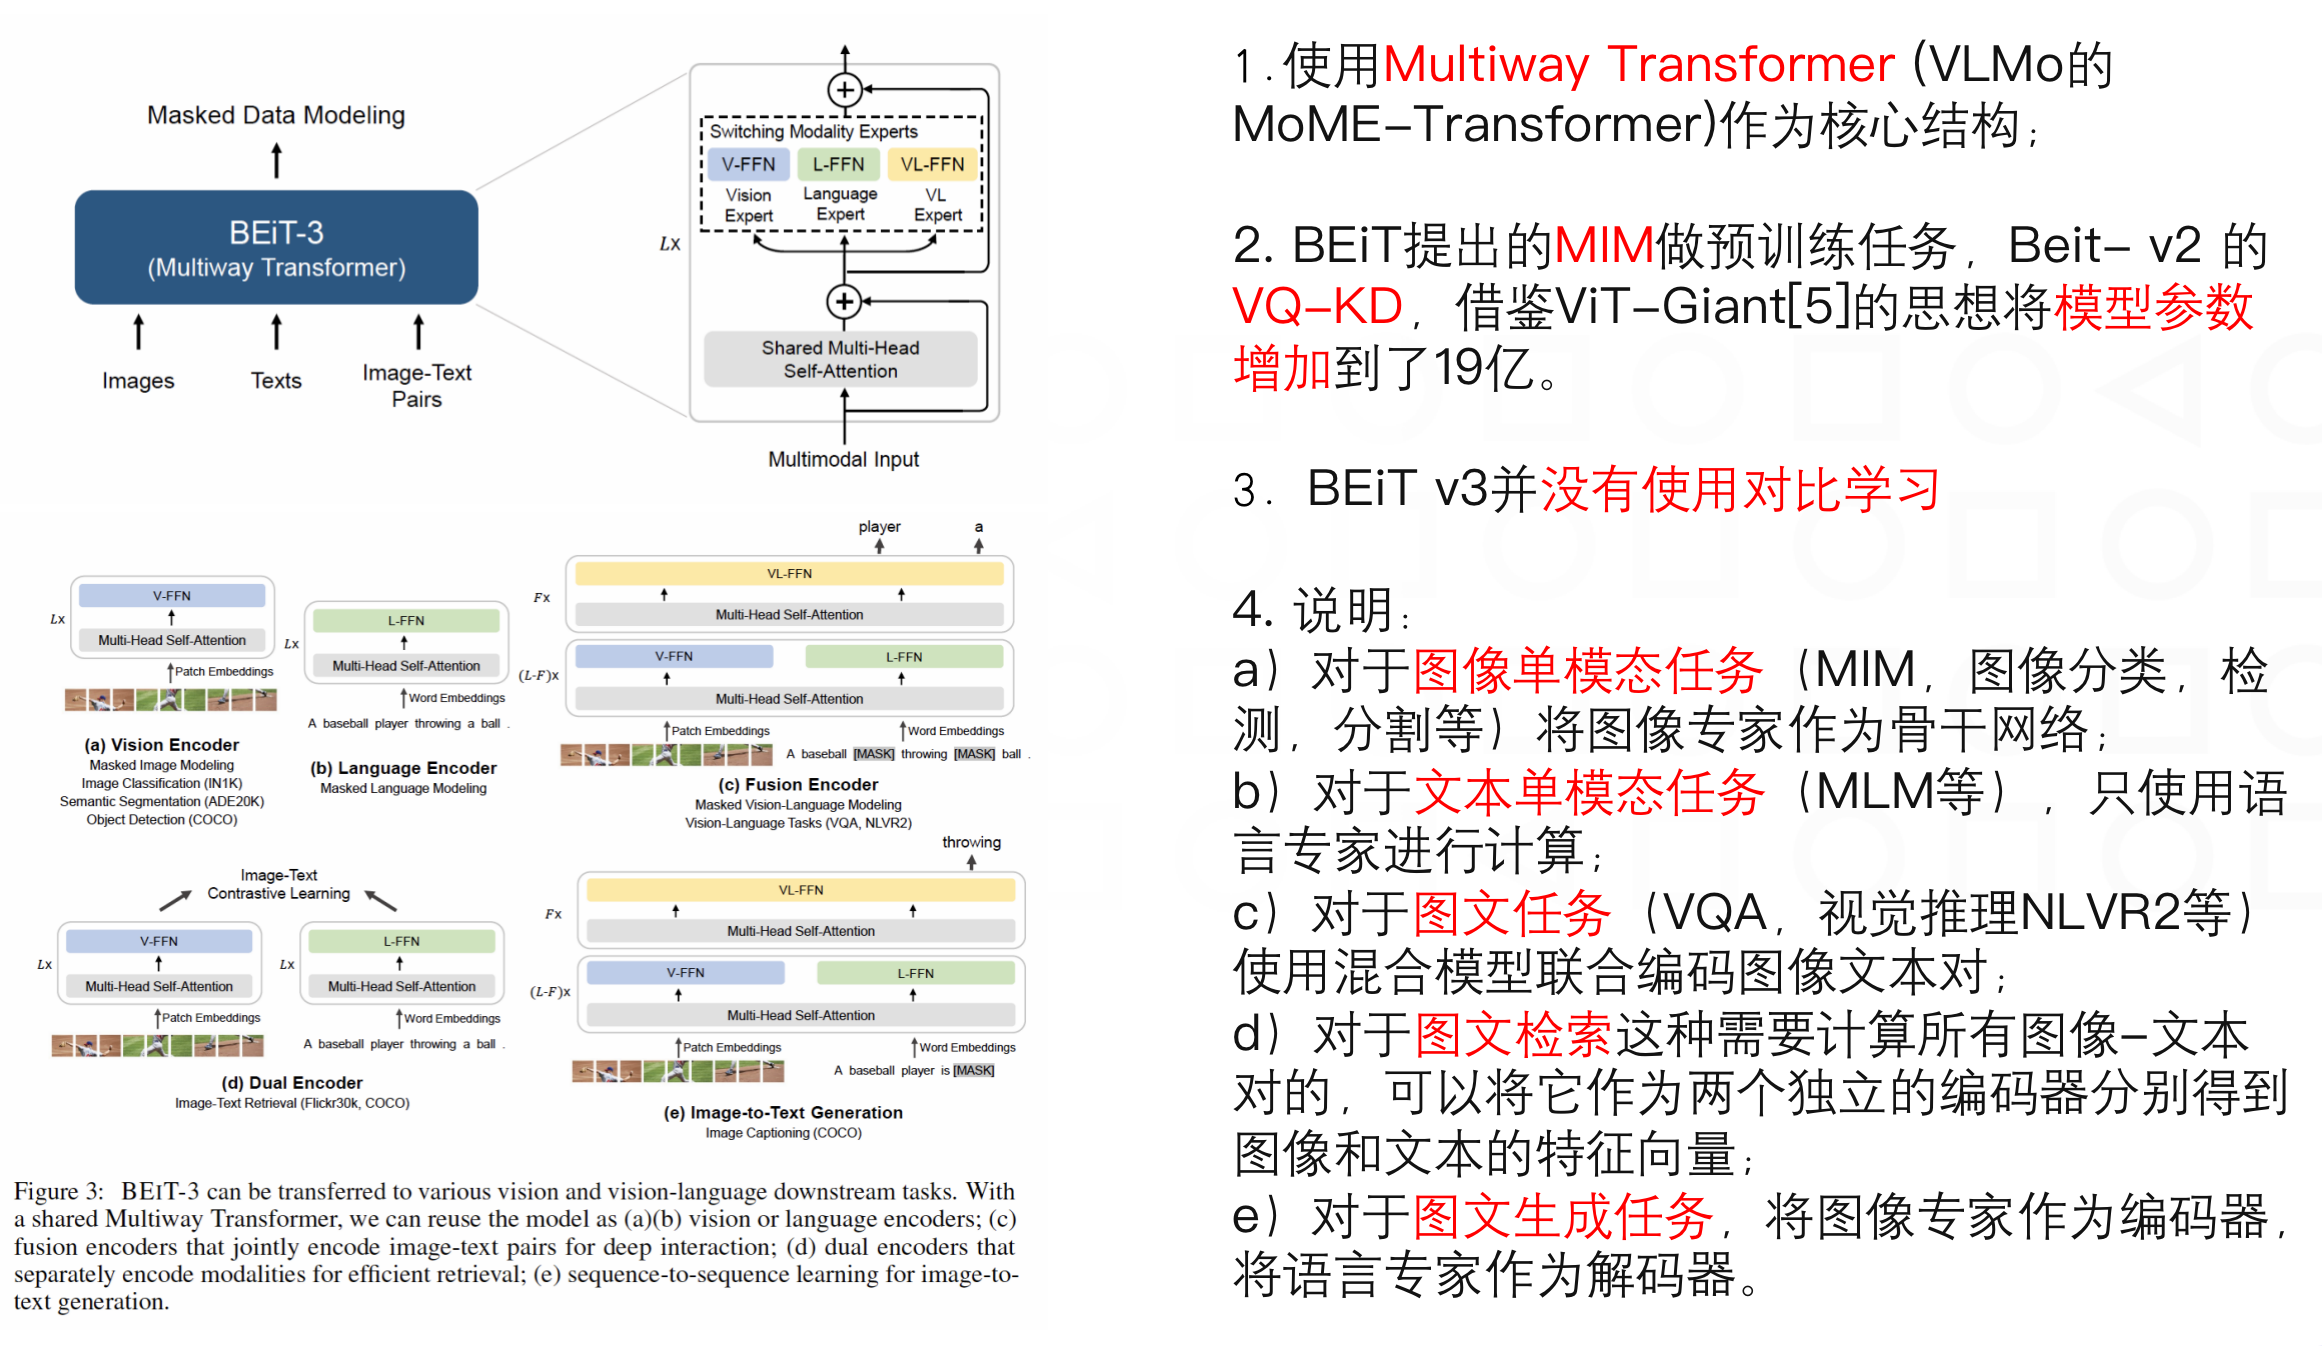 Masked Data Modeling
BEiT-3
(Multiway Transformer)
Images
Texts
Image-Text
Pairs
Switching Modality Experts
V-FFN
L-FFN
VL-FFN
Vision
Expert
Language
Expert
VL
Expert
Lx
Shared Multi-Head
Self-Attention
Multimodal Input
V-FFN
Lx
Multi-Head Self-Attention
Patch Embeddings
(a) Vision Encoder
Masked Image Modeling
Image Classification (IN1K)
Semantic Segmentation (ADE20K)
Object Detection (COCO)
L-FFN
Lx
Multi-Head Self-Attention
Word Embeddings
A baseball player throwing a ball .
(b) Language Encoder
Masked Language Modeling
player a
VL-FFN
Fx
Multi-Head Self-Attention
V-FFN L-FFN
(L-F)x
Multi-Head Self-Attention
Patch Embeddings Word Embeddings
A baseball [MASK] throwing [MASK] ball .
(c) Fusion Encoder
Masked Vision-Language Modeling
Vision-Language Tasks (VQA, NLVR2)
Image-Text
Contrastive Learning
V-FFN L-FFN
Lx Lx
Multi-Head Self-Attention Multi-Head Self-Attention
Patch Embeddings Word Embeddings
A baseball player throwing a ball .
(d) Dual Encoder
Image-Text Retrieval (Flickr30k, COCO)
throwing
VL-FFN
Fx
Multi-Head Self-Attention
V-FFN L-FFN
(L-F)x
Multi-Head Self-Attention
Patch Embeddings Word Embeddings
A baseball player is [MASK]
(e) Image-to-Text Generation
Image Captioning (COCO)
Figure 3: BEIT-3 can be transferred to various vision and vision-language downstream tasks. With
a shared Multiway Transformer, we can reuse the model as (a)(b) vision or language encoders; (c)
fusion encoders that jointly encode image-text pairs for deep interaction; (d) dual encoders that
separately encode modalities for efficient retrieval; (e) sequence-to-sequence learning for image-to-
text generation.
1.使用Multiway Transformer (VLMo的
MoME-Transformer)作为核心结构；
2. BEiT提出的MIM做预训练任务，Beit- v2 的
VQ-KD，借鉴ViT-Giant[5]的思想将模型参数
增加到了19亿。
3. BEiT v3并没有使用对比学习
4. 说明：
a）对于图像单模态任务（MIM，图像分类，检
测，分割等）将图像专家作为骨干网络；
b）对于文本单模态任务（MLM等），只使用语
言专家进行计算；
c）对于图文任务（VQA，视觉推理NLVR2等）
使用混合模型联合编码图像文本对；
d）对于图文检索这种需要计算所有图像-文本
对的，可以将它作为两个独立的编码器分别得到
图像和文本的特征向量；
e）对于图文生成任务，将图像专家作为编码器，
将语言专家作为解码器。